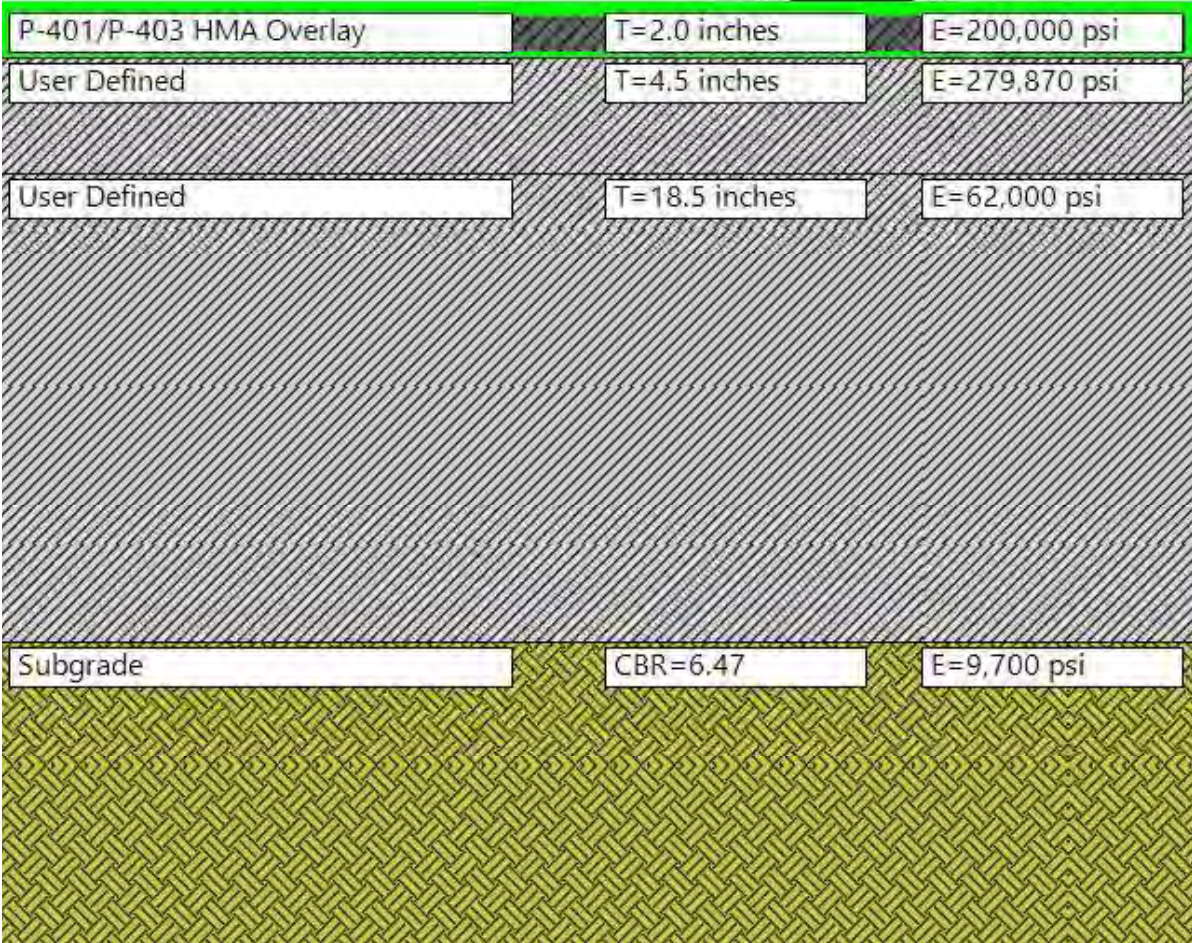 P-401/P-403 HMA Overlay T=2.0 inches E=200,000 psi
User Defined T=4.5 inches E=279,870 psi
User Defined T=18.5 inches E=62,000 psi
Subgrade CBR=6.47 E=9,700 psi